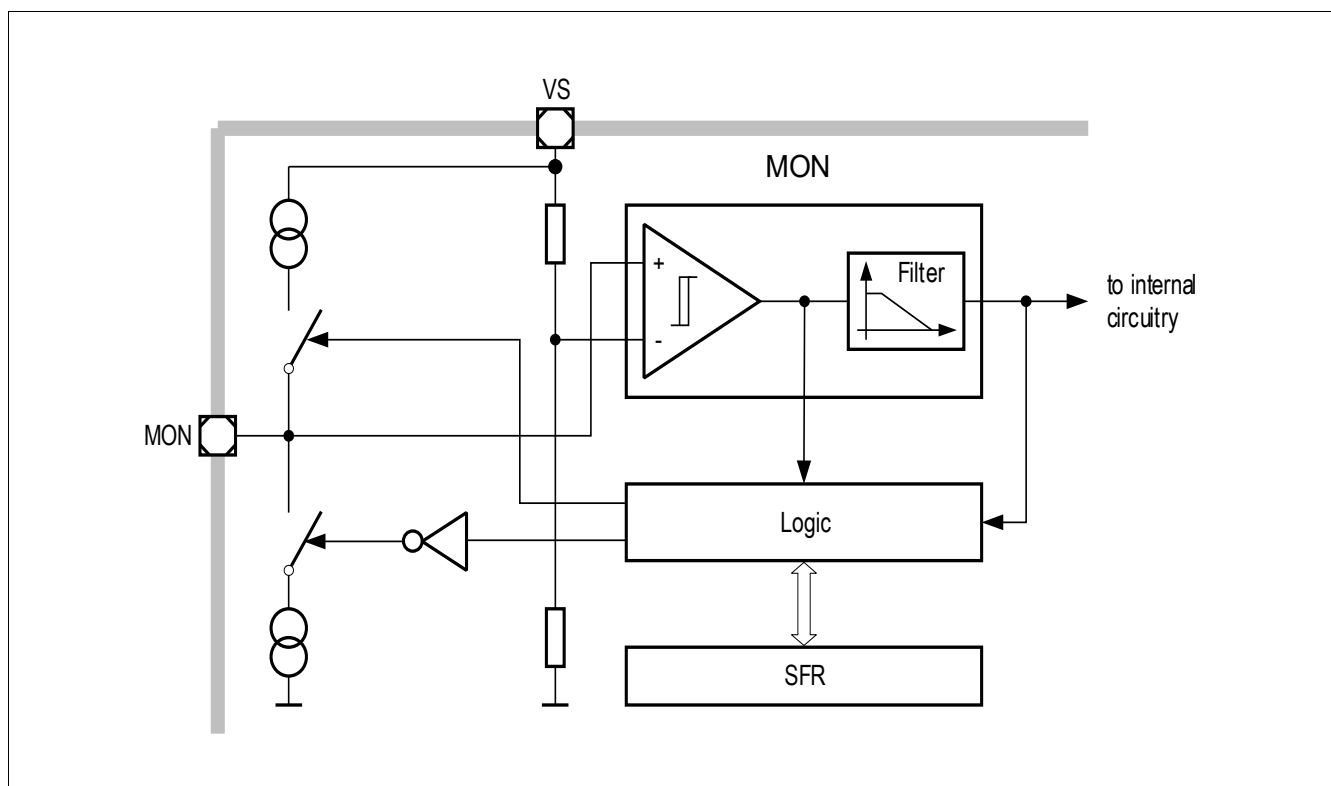 VS
MON
+
Filter
-
to internal
circuitry
MON
Logic
SFR